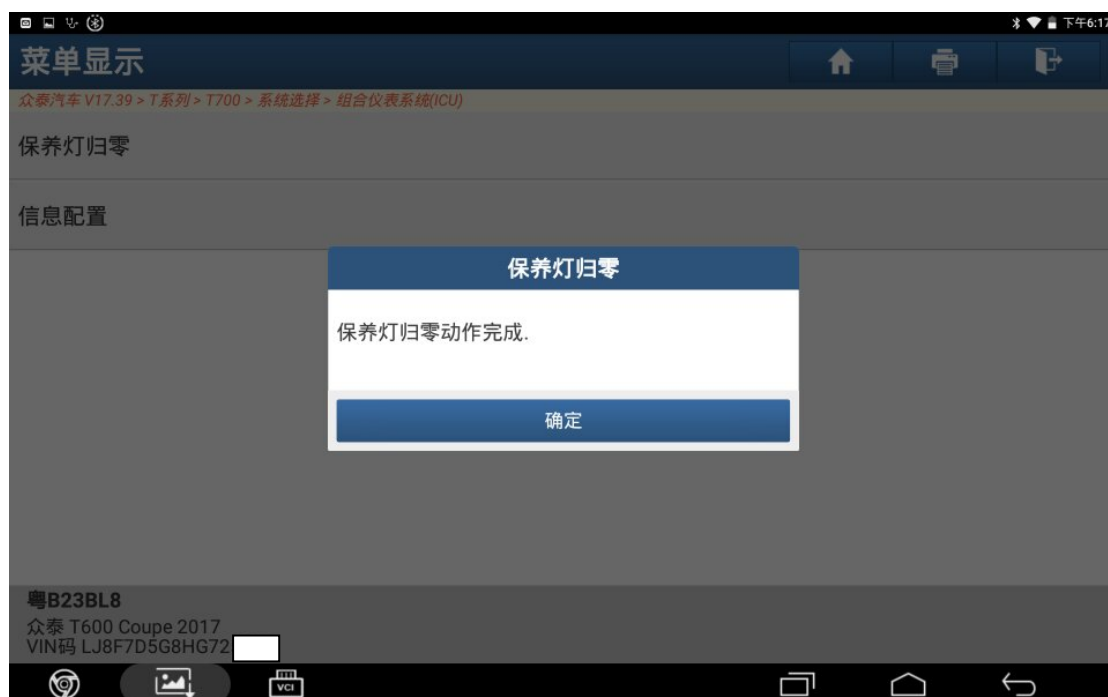 下午6:17
菜单显示
众泰汽车 V17.39 > T系列 > T700 > 系统选择 > 组合仪表系统(ICU)
保养灯归零
信息配置
保养灯归零
保养灯归零动作完成.
确定
粤B23BL8
众泰 T600 Coupe 2017
VIN码 LJ8F7D5G8HG72
VCI